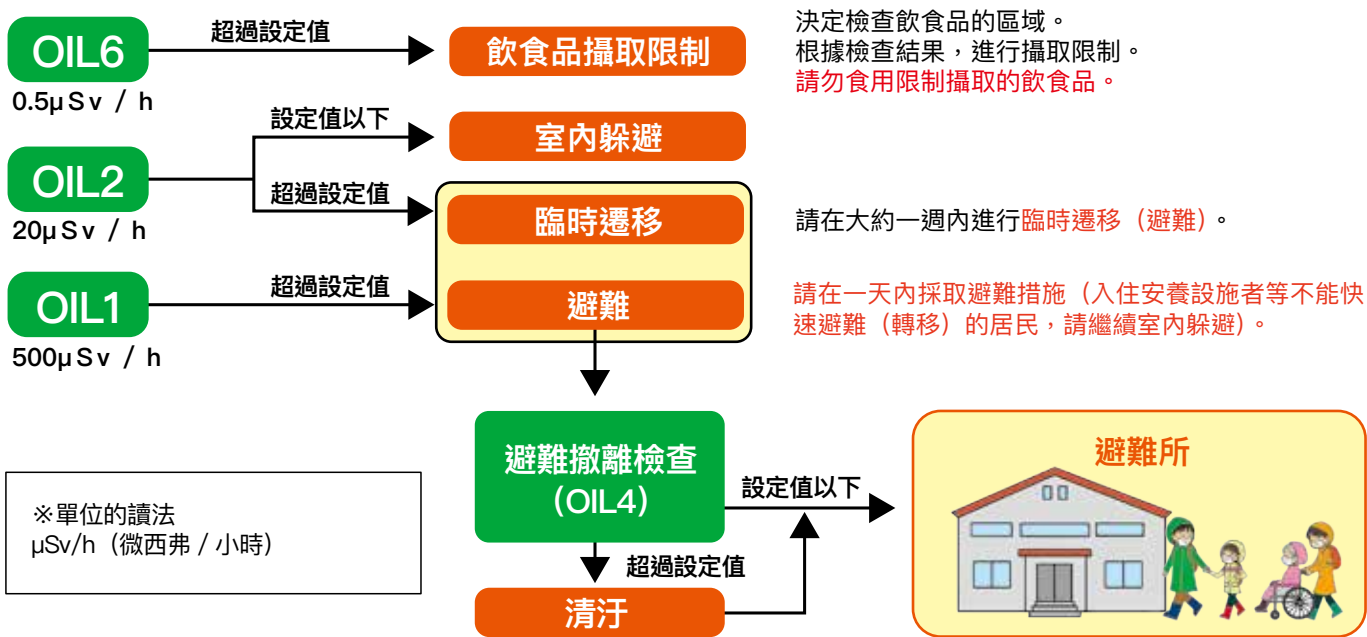 OIL6
0.5μSv / h
超過設定值
飲食品攝取限制
決定檢查飲食品的區域。
根據檢查結果，進行攝取限制。
請勿食用限制攝取的飲食品。
OIL2
20μSv / h
設定值以下
室內躲避
超過設定值
臨時遷移
請在大約一週內進行臨時遷移（避難）。
OIL1
500μSv / h
超過設定值
避難
請在一天內採取避難措施（入住安養設施者等不能快
速避難（轉移）的居民，請繼續室內躲避）。
避難撤離檢查
（OIL4）
設定值以下
避難所
超過設定值
清汙
※單位的讀法
μSv/h（微西弗 / 小時）